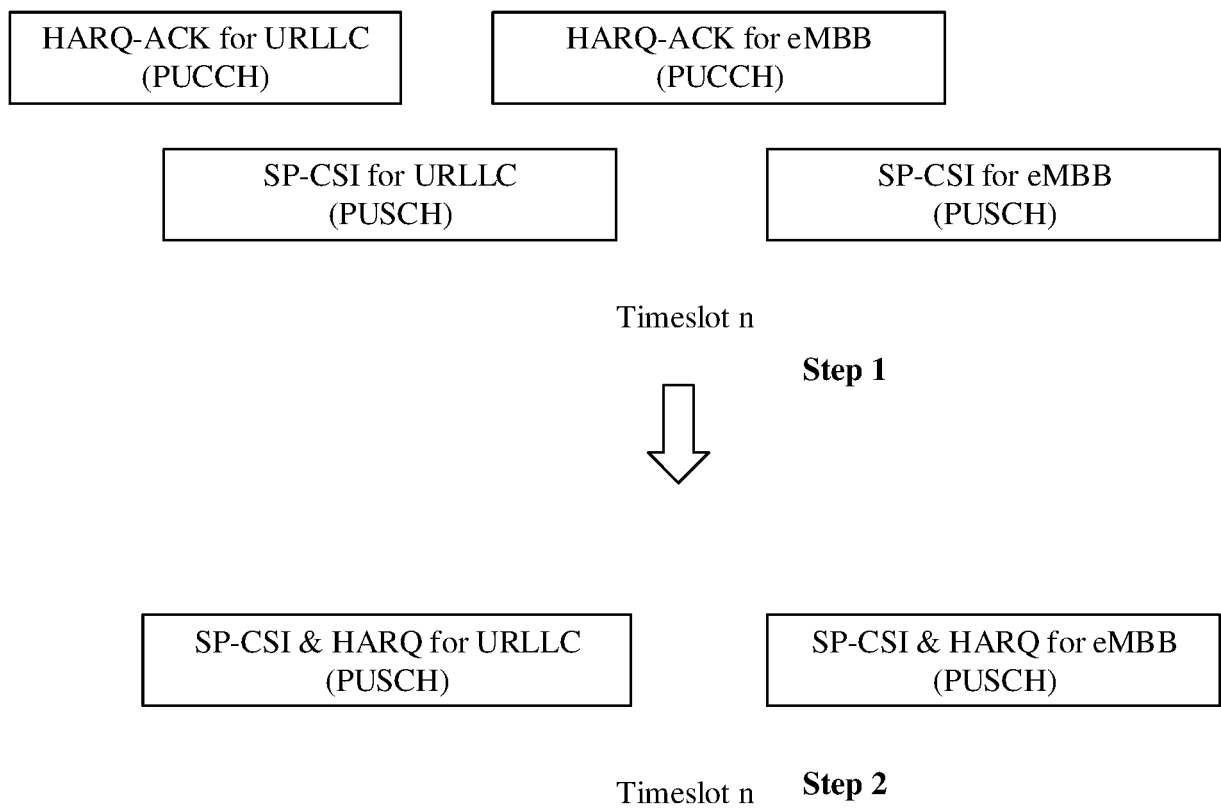 HARQ-ACK for URLLC
(PUCCH)
HARQ-ACK for eMBB
(PUCCH)
SP-CSI for URLLC
(PUSCH)
SP-CSI for eMBB
(PUSCH)
Timeslot n
Step 1
SP-CSI & HARQ for URLLC
(PUSCH)
SP-CSI & HARQ for eMBB
(PUSCH)
Timeslot n
Step 2